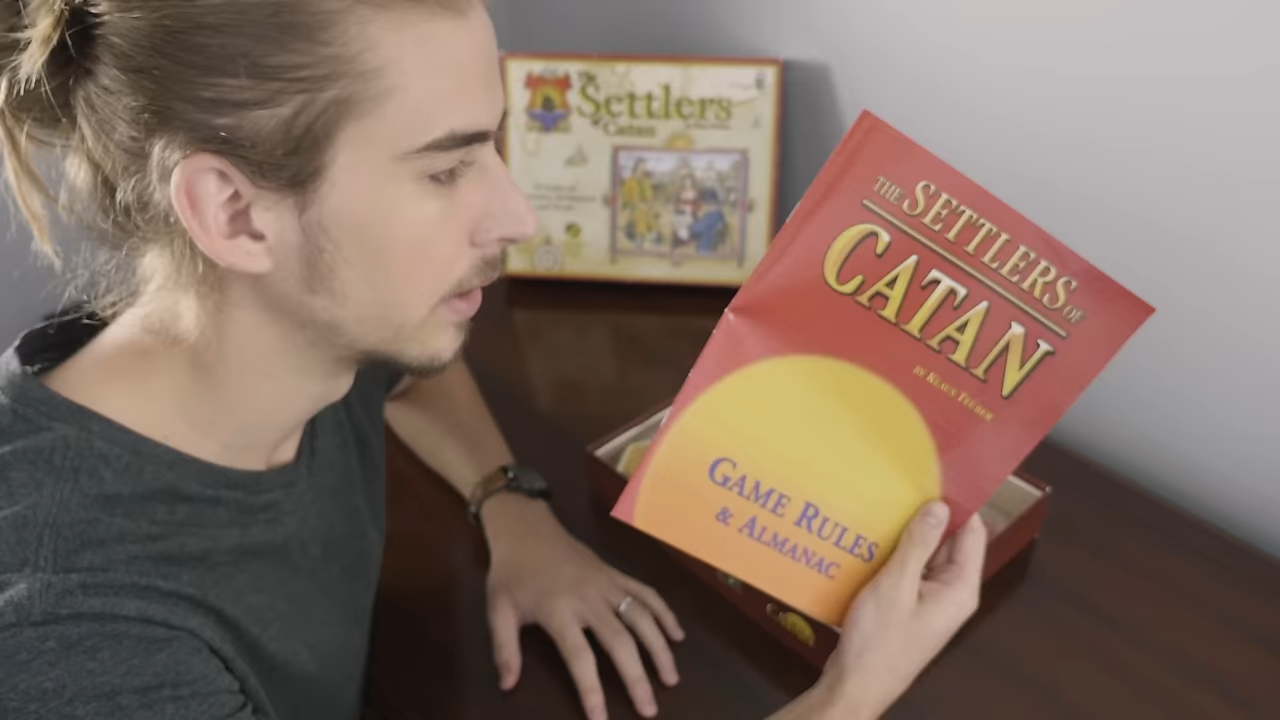 The
Settlers
of Catan
THE SETTLERS OF
CATAN
BY KLAUS TEUBER
GAME RULES
& ALMANAC